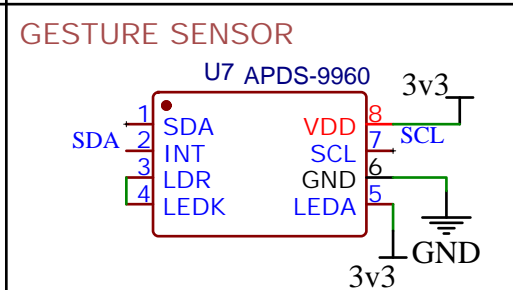 GESTURE SENSOR
U7 APDS-9960
3v3
1 SDA VDD 8
SDA 2 INT SCL 7 SCL
3 LDR GND 6
4 LEDK LEDA 5
GND
3v3